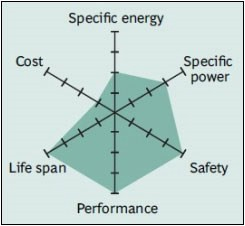 Specific energy
Cost
Specific
power
Life span
Safety
Performance